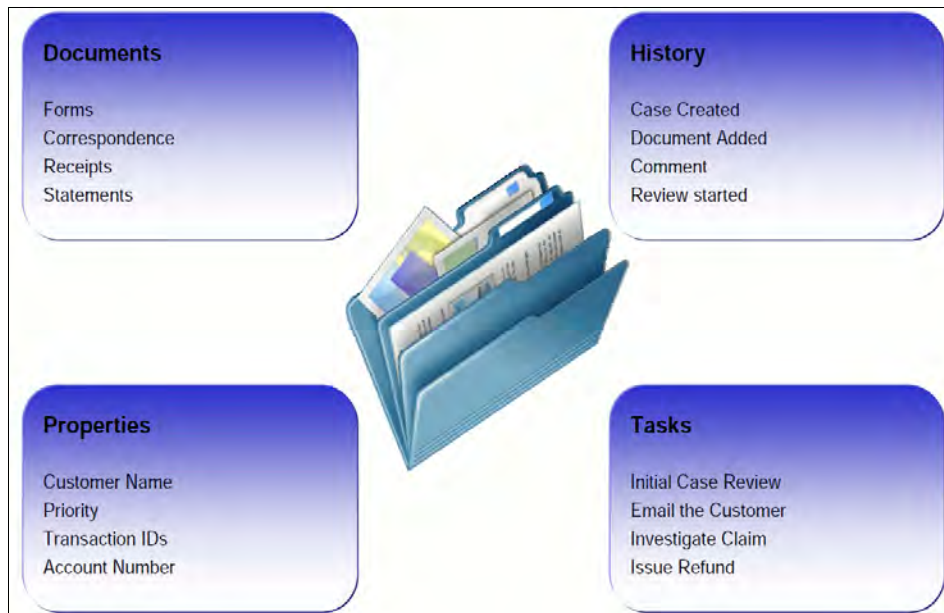 Documents
Forms
Correspondence
Receipts
Statements
History
Case Created
Document Added
Comment
Review started
Properties
Customer Name
Priority
Transaction IDs
Account Number
Tasks
Initial Case Review
Email the Customer
Investigate Claim
Issue Refund